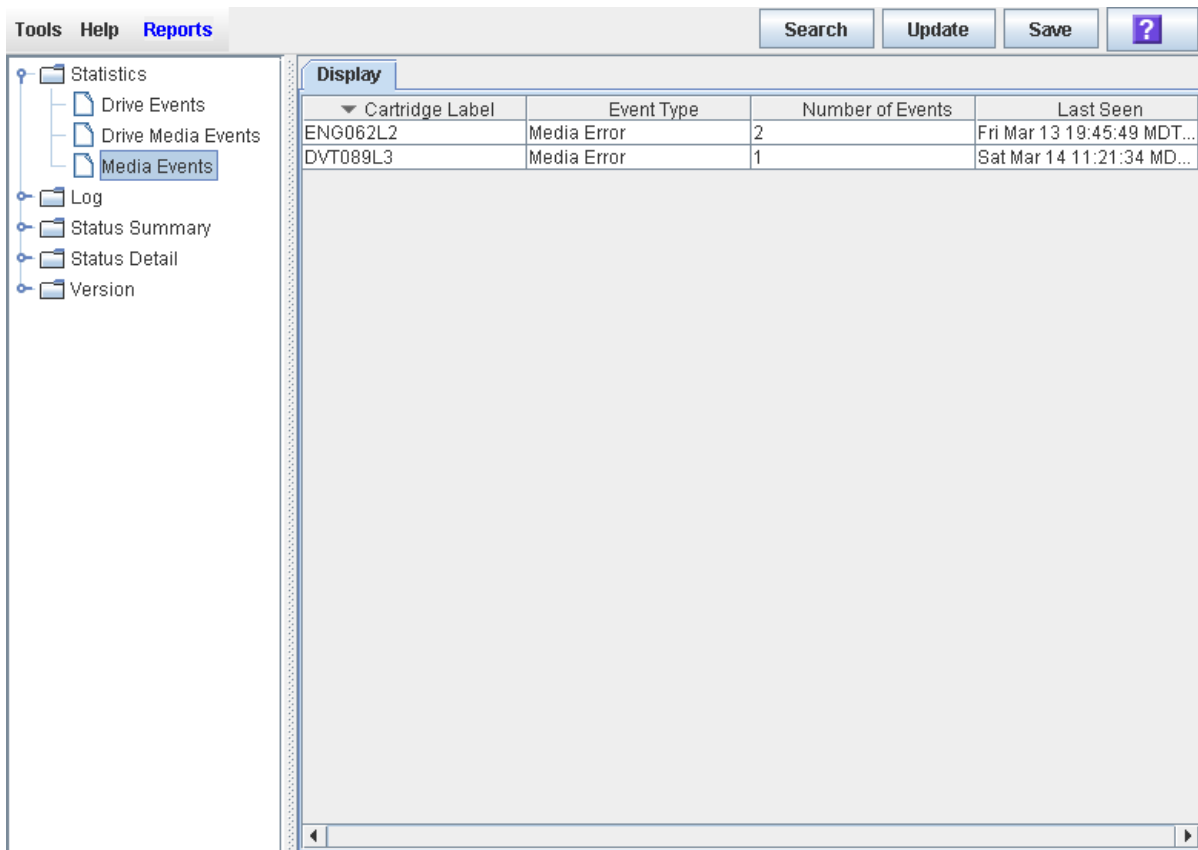 Tools Help Reports Search Update Save ?
Statistics
Drive Events
Drive Media Events
Media Events
Log
Status Summary
Status Detail
Version
Display
Cartridge Label Event Type Number of Events Last Seen
ENG062L2 Media Error 2 Fri Mar 13 19:45:49 MDT...
DVT089L3 Media Error 1 Sat Mar 14 11:21:34 MD...